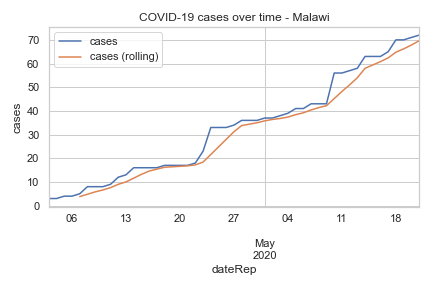 COVID-19 cases over time - Malawi
cases
cases (rolling)
70
60
50
40
30
20
10
0
cases
06 13 20 27 04 11 18
May
2020
dateRep